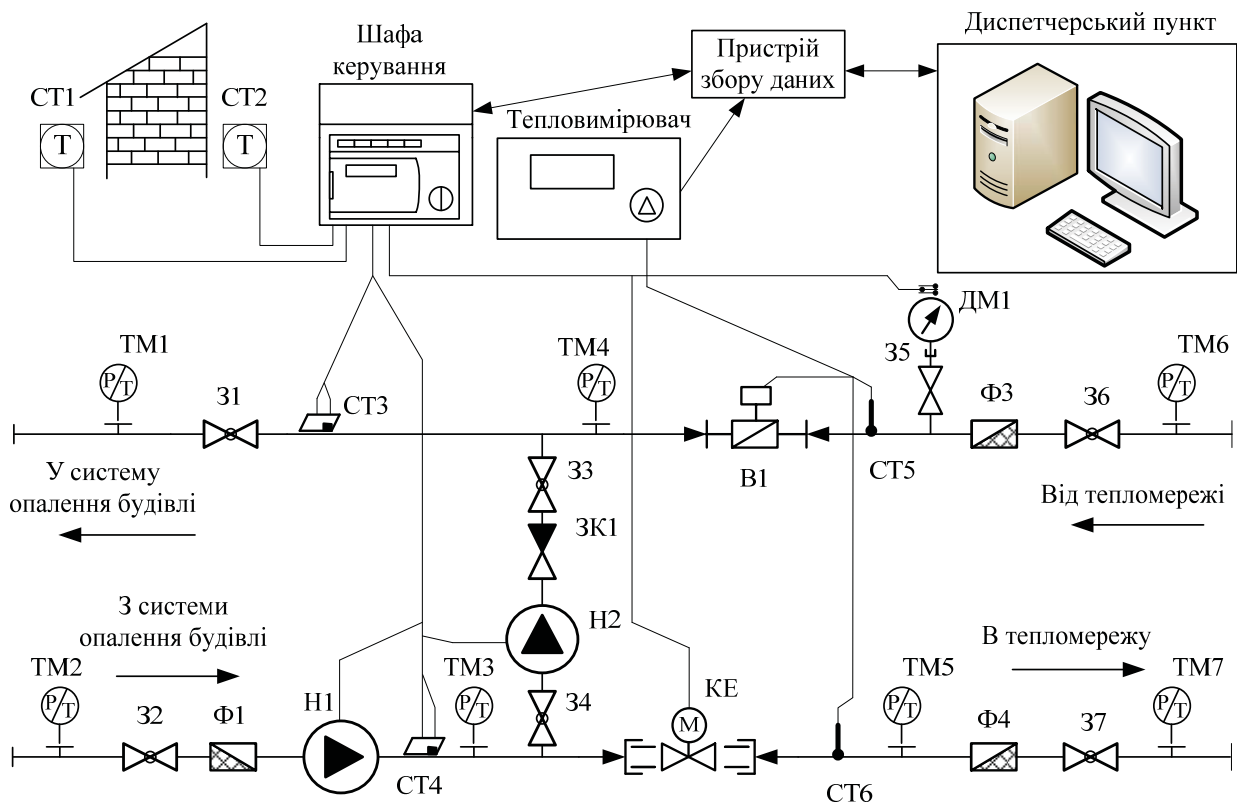 Диспетчерський пункт
Шафа
керування
Пристрій
збору даних
СТ1
СТ2
Т
Т
Тепловимірювач
ДМ1
ТМ1
ТМ4
З5
ТМ6
P/T
P/T
P/T
З1
СТ3
Ф3
З6
З3
В1
СТ5
У систему
опалення будівлі
Від тепломережі
ЗК1
З системи
опалення будівлі
Н2
В тепломережу
ТМ2
ТМ3
ТМ5
ТМ7
P/T
P/T
P/T
P/T
Н1
З4
КЕ
М
З2
Ф1
Ф4
З7
СТ4
СТ6